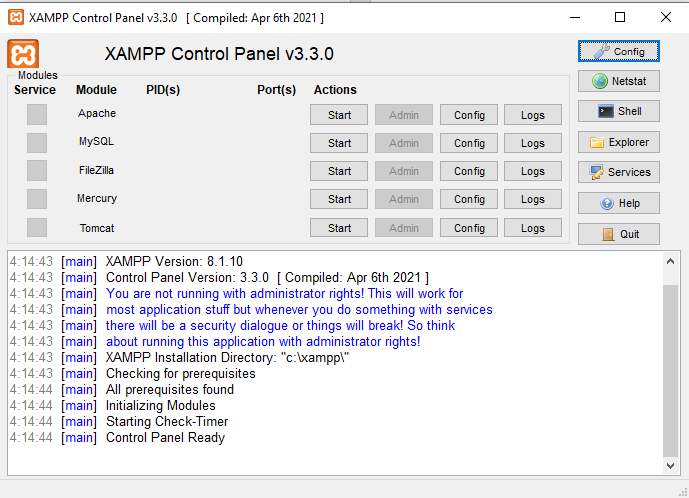 XAMPP Control Panel v3.3.0 [ Compiled: Apr 6th 2021 ]
XAMPP Control Panel v3.3.0
Config
Modules
Service Module PID(s) Port(s) Actions
Netstat
Apache Start Admin Config Logs
Shell
MySQL Start Admin Config Logs
Explorer
FileZilla Start Admin Config Logs
Services
Mercury Start Admin Config Logs
Help
Tomcat Start Admin Config Logs
Quit
4:14:43 [main] XAMPP Version: 8.1.10
4:14:43 [main] Control Panel Version: 3.3.0 [ Compiled: Apr 6th 2021 ]
4:14:43 [main] You are not running with administrator rights! This will work for
4:14:43 [main] most application stuff but whenever you do something with services
4:14:43 [main] there will be a security dialogue or things will break! So think
4:14:43 [main] about running this application with administrator rights!
4:14:43 [main] XAMPP Installation Directory: "c:\xampp\"
4:14:43 [main] Checking for prerequisites
4:14:44 [main] All prerequisites found
4:14:44 [main] Initializing Modules
4:14:44 [main] Starting Check-Timer
4:14:44 [main] Control Panel Ready